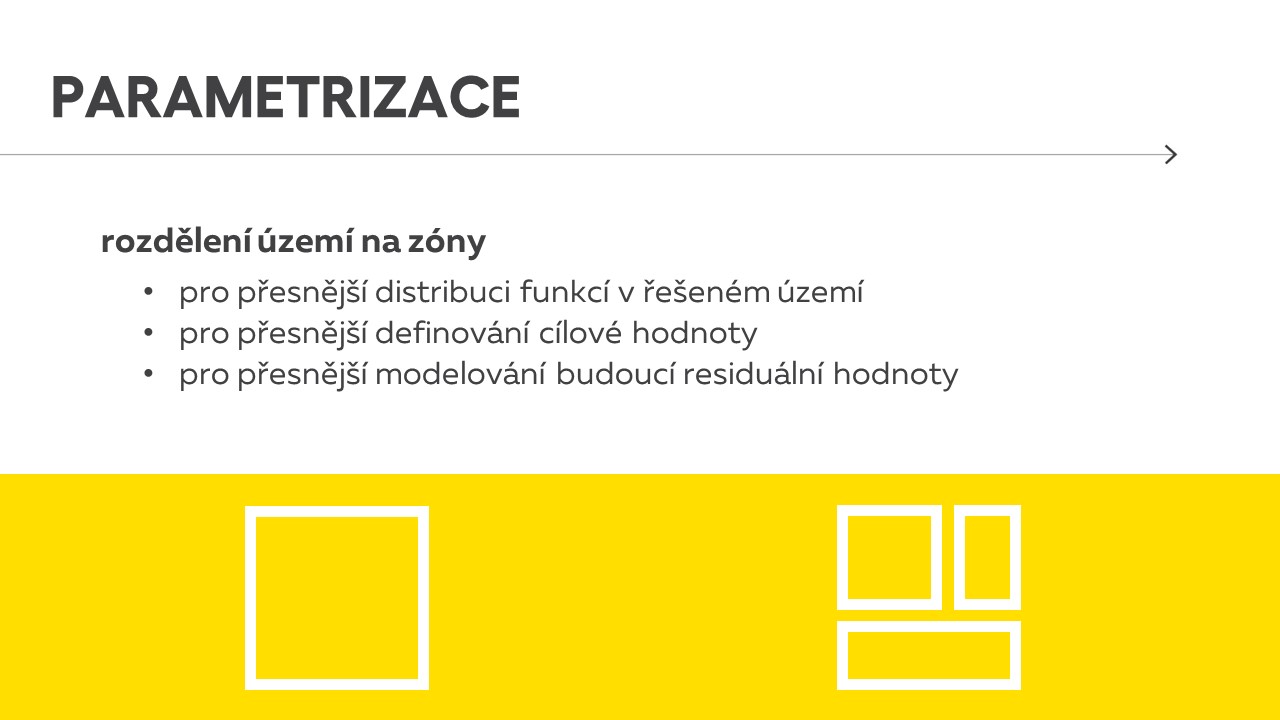 PARAMETRIZACE
rozdělení území na zóny
• pro přesnější distribuci funkcí v řešeném území
• pro přesnější definování cílové hodnoty
• pro přesnější modelování budoucí residuální hodnoty